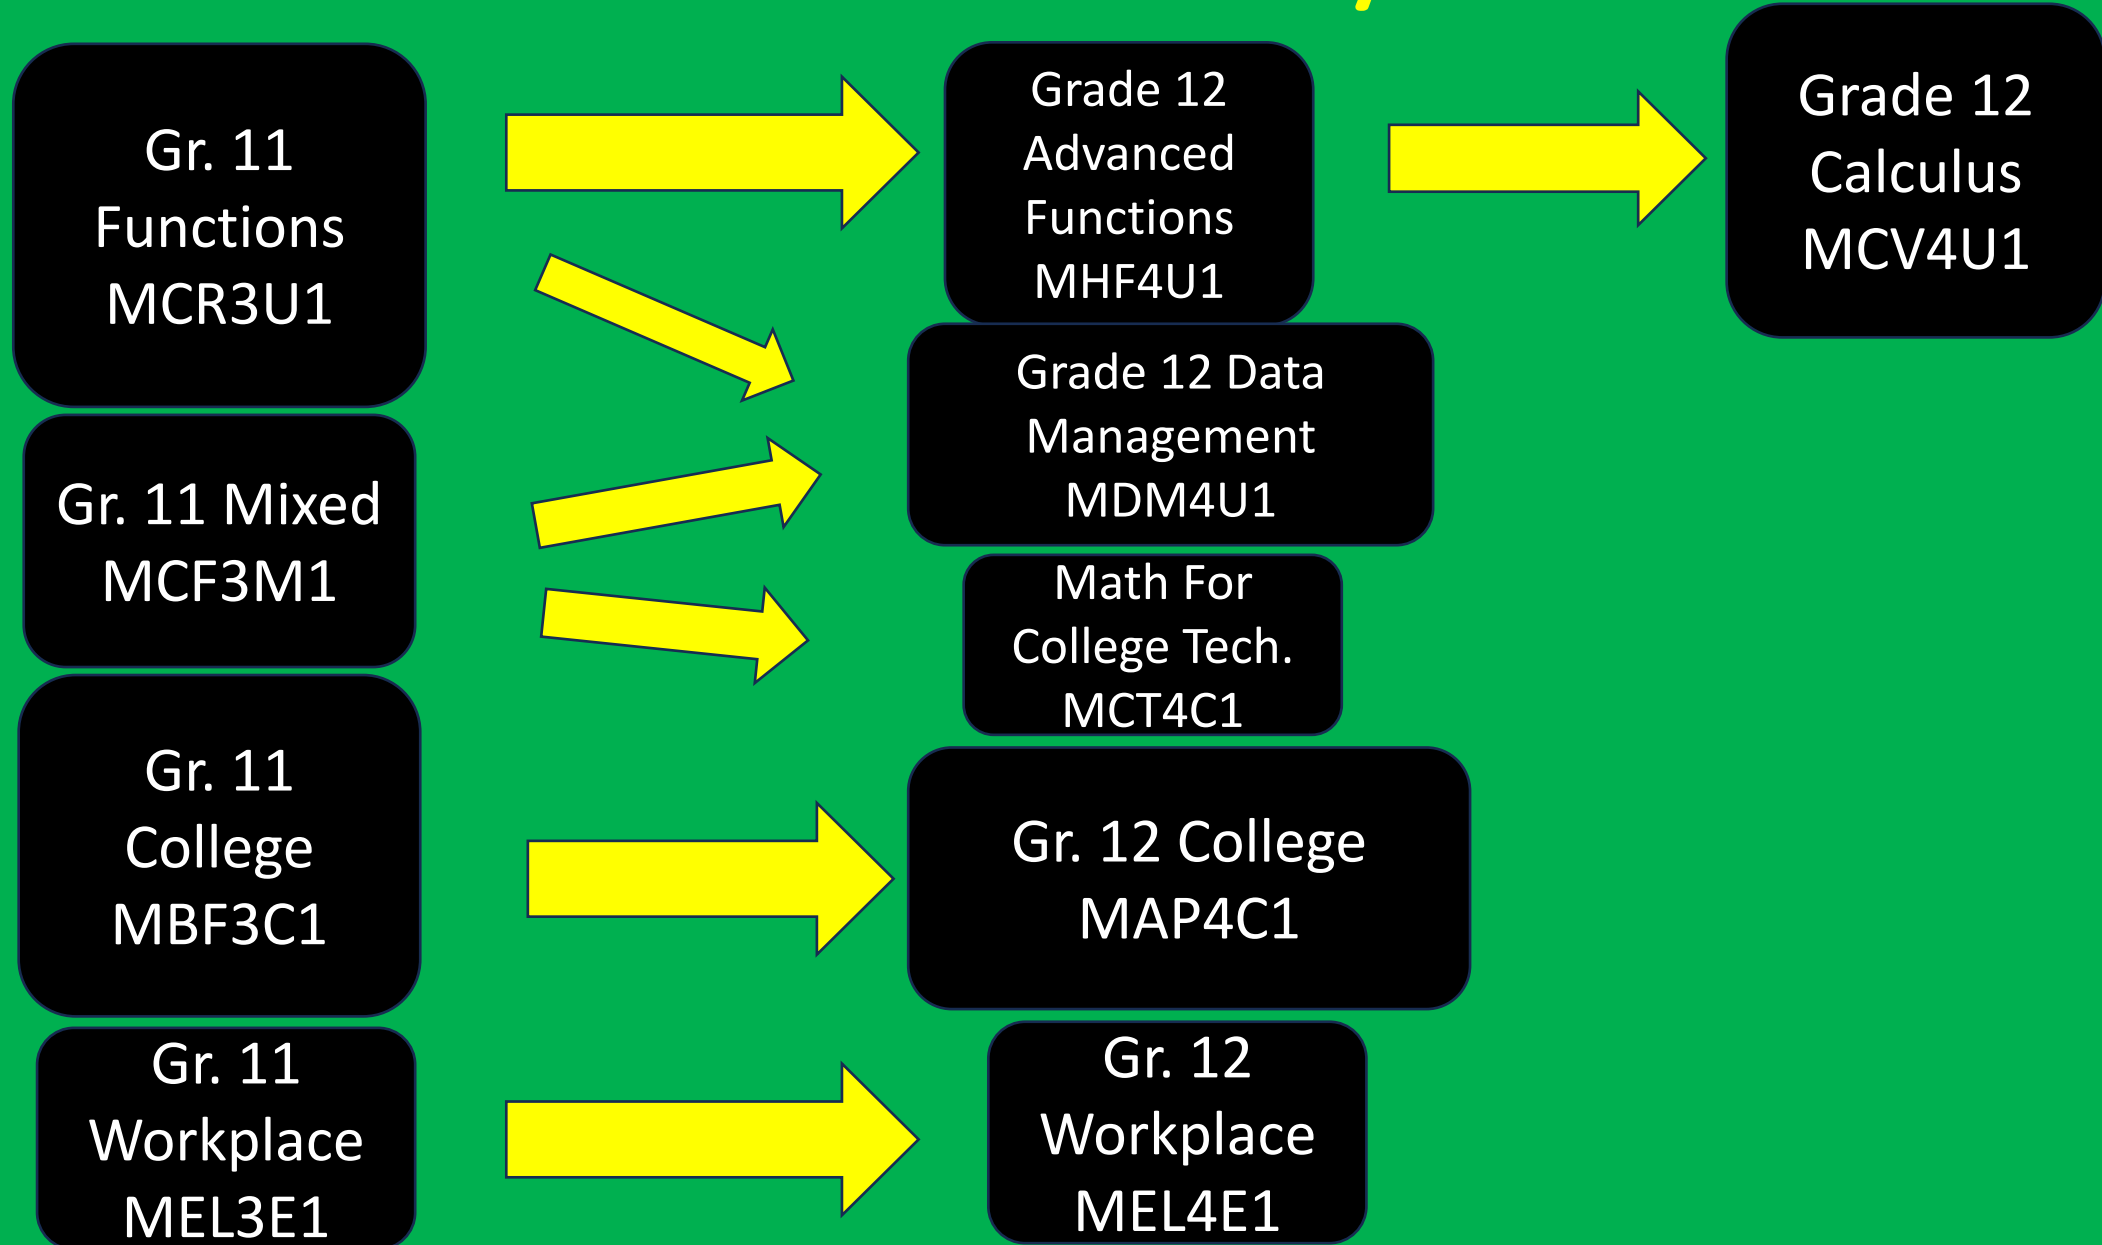 Gr. 11
Functions
MCR3U1
Grade 12
Advanced
Functions
MHF4U1
Grade 12
Calculus
MCV4U1
Gr. 11 Mixed
MCF3M1
Grade 12 Data
Management
MDM4U1
Math For
College Tech.
MCT4C1
Gr. 11
College
MBF3C1
Gr. 12 College
MAP4C1
Gr. 11
Workplace
MEL3E1
Gr. 12
Workplace
MEL4E1